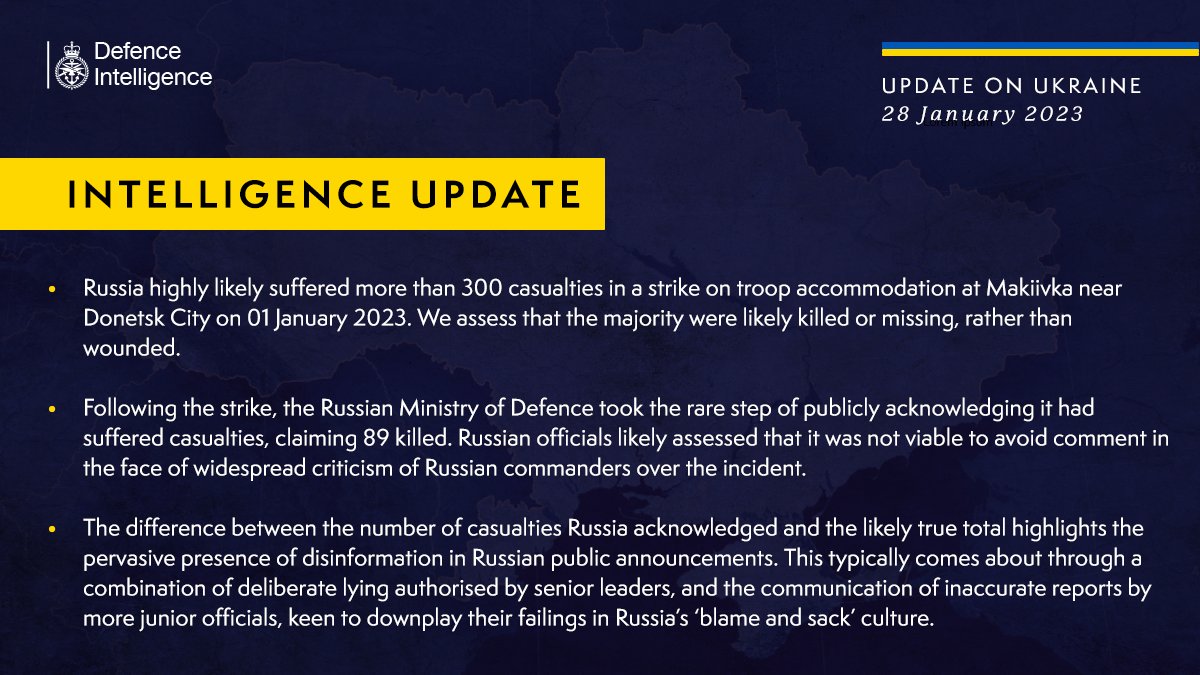 Defence
Intelligence
UPDATE ON UKRAINE
28 January 2023
INTELLIGENCE UPDATE
• Russia highly likely suffered more than 300 casualties in a strike on troop accommodation at Makiivka near
Donetsk City on 01 January 2023. We assess that the majority were likely killed or missing, rather than
wounded.
• Following the strike, the Russian Ministry of Defence took the rare step of publicly acknowledging it had
suffered casualties, claiming 89 killed. Russian officials likely assessed that it was not viable to avoid comment in
the face of widespread criticism of Russian commanders over the incident.
• The difference between the number of casualties Russia acknowledged and the likely true total highlights the
pervasive presence of disinformation in Russian public announcements. This typically comes about through a
combination of deliberate lying authorised by senior leaders, and the communication of inaccurate reports by
more junior officials, keen to downplay their failings in Russia’s ‘blame and sack’ culture.